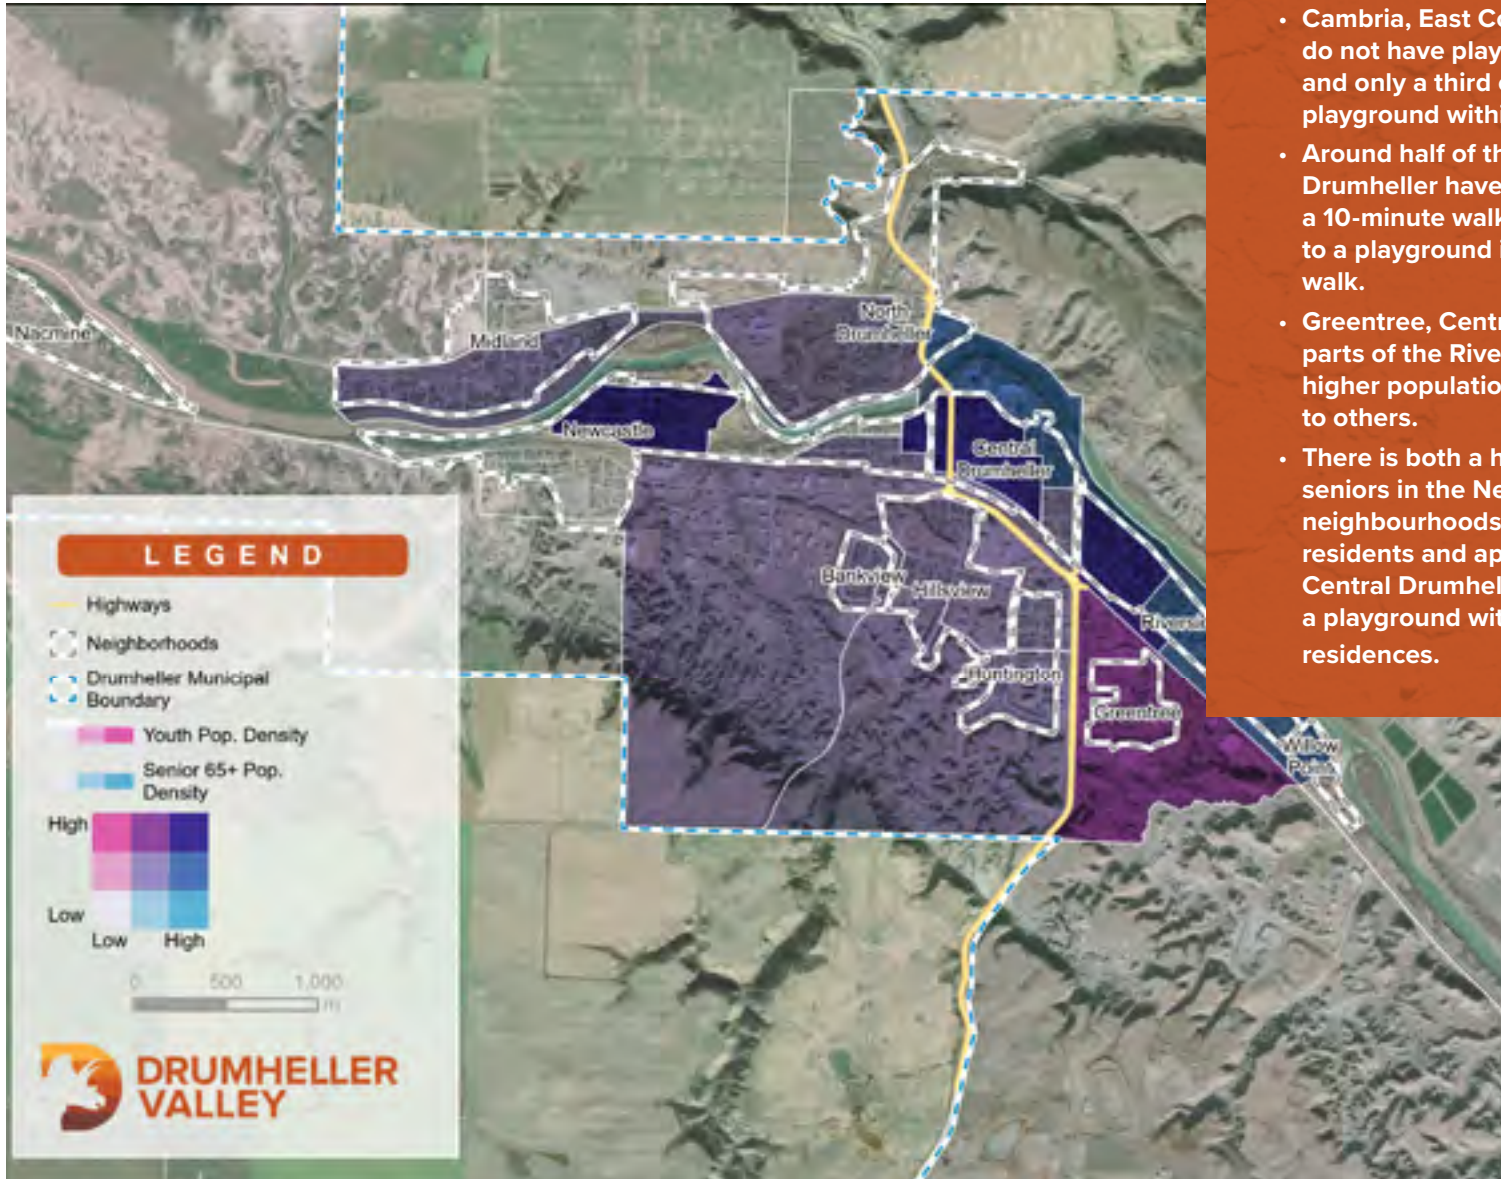 • Cambria, East Co
do not have play
and only a third
playground withi
• Around half of th
Drumheller have
a 10-minute walk
to a playground i
walk.
• Greentree, Centr
parts of the Rive
higher populatio
to others.
• There is both a h
seniors in the Ne
neighbourhoods
residents and ap
Central Drumhel
a playground wit
residences.
Nacmine
Midland
North
Drumheller
Newcastle
Central
Drumheller
Bankview
Hillsview
Riversi
Huntington
Greentree
Willow
Point
LEGEND
Highways
Neighborhoods
Drumheller Municipal
Boundary
Youth Pop. Density
Senior 65+ Pop.
Density
High
Low
Low High
0 500 1,000
m
DRUMHELLER
VALLEY